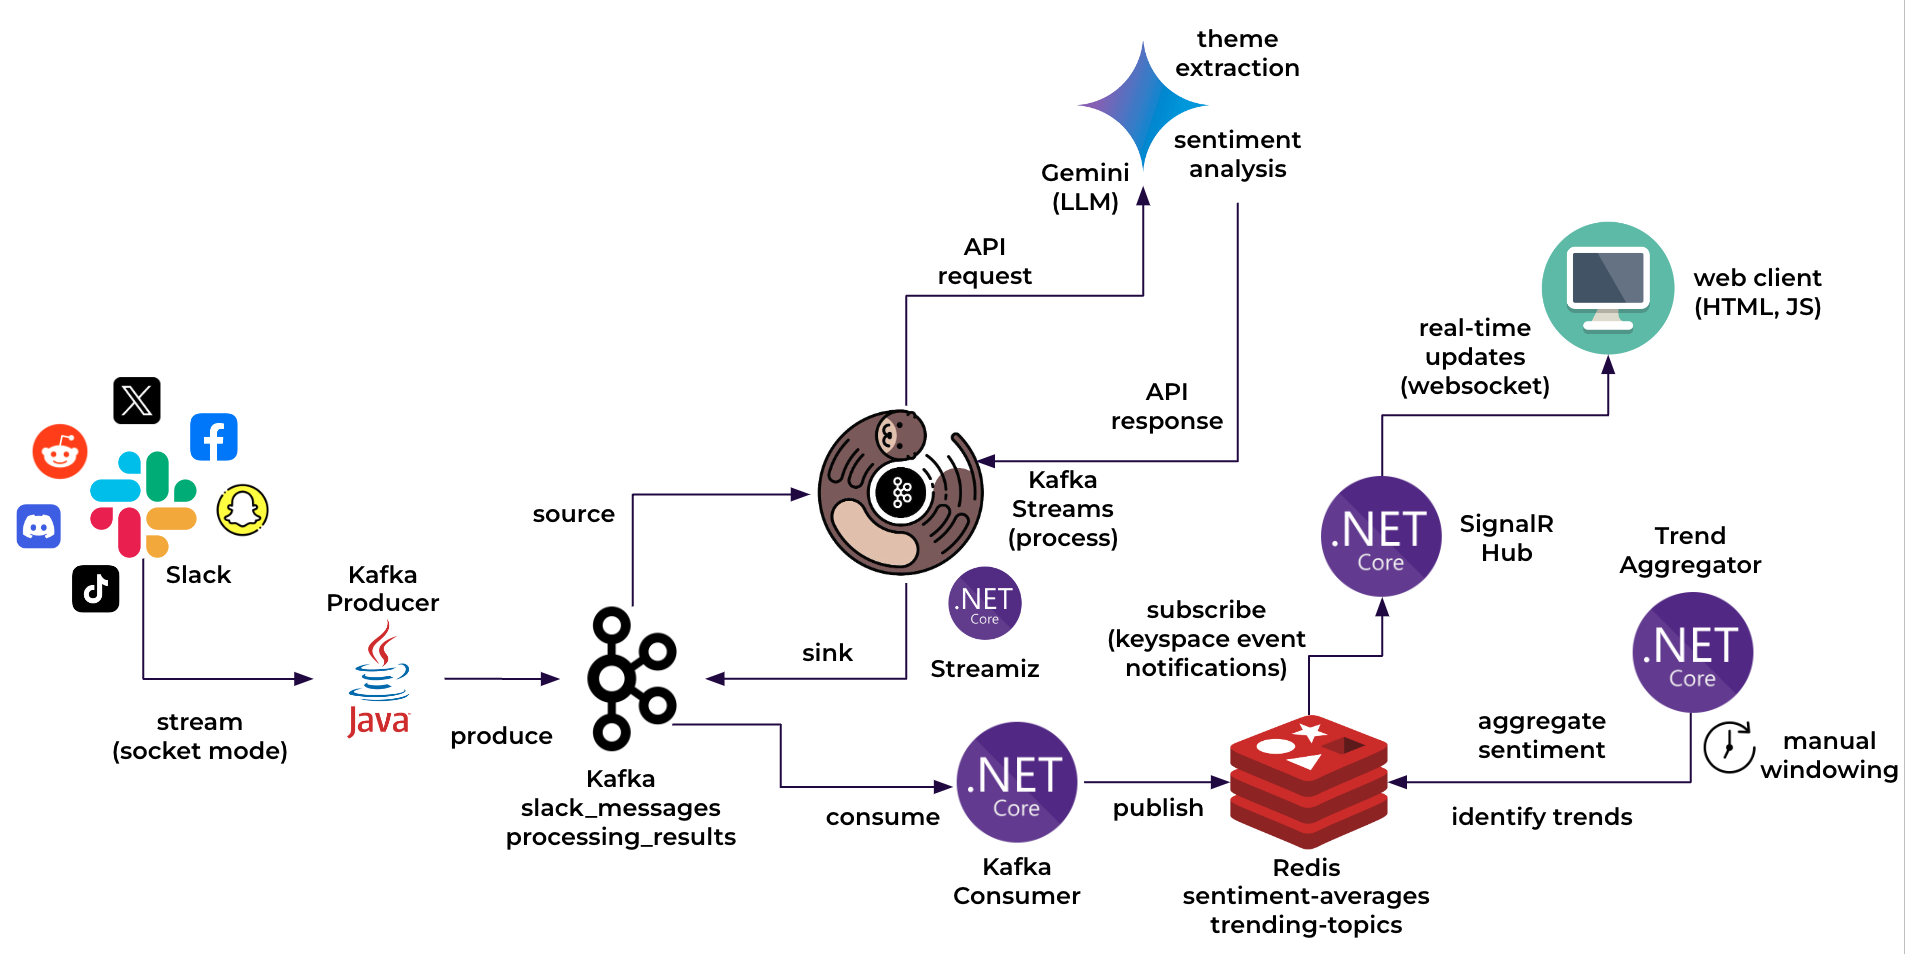 theme
extraction
sentiment
analysis
Gemini
(LLM)
API
request
API
response
web client
(HTML, JS)
real-time
updates
(websocket)
Kafka
Streams
(process)
source
.NET
Core
SignalR
Hub
Trend
Aggregator
Slack
Kafka
Producer
Java
stream
(socket mode)
produce
sink
.NET
Core
Streamiz
subscribe
(keyspace event
notifications)
.NET
Core
aggregate
sentiment
manual
windowing
identify trends
Kafka
slack_messages
processing_results
consume
.NET
Core
publish
Kafka
Consumer
Redis
sentiment-averages
trending-topics